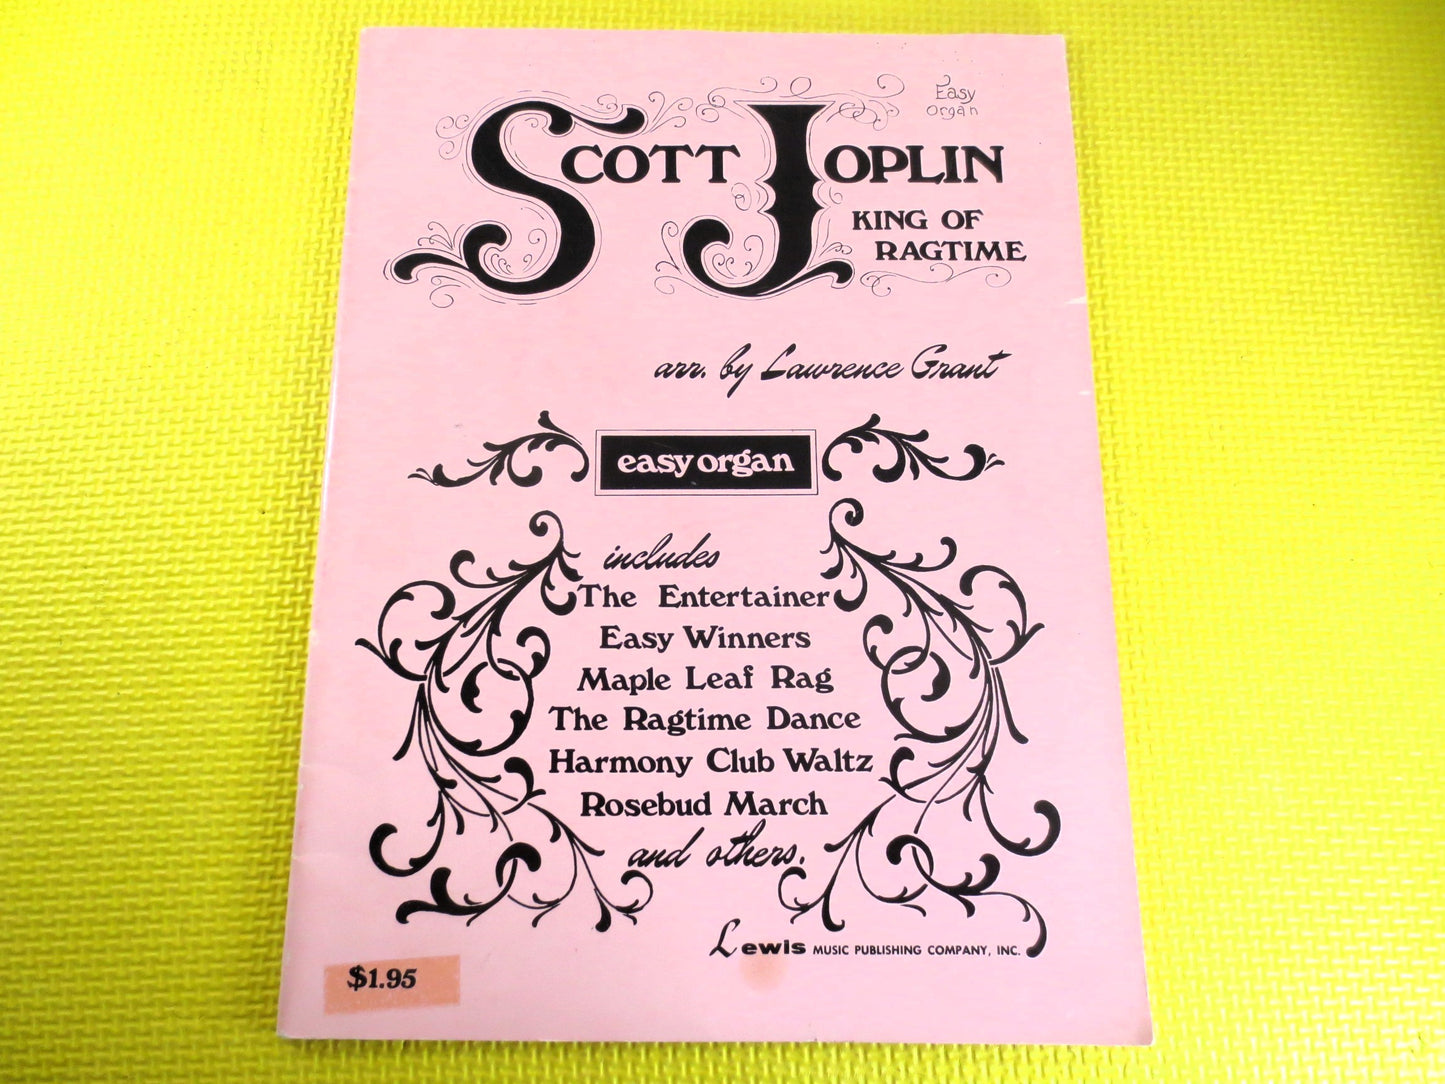 Easy
organ
SCOTT JOPLIN
KING OF
RAGTIME
arr. by Lawrence Grant
easy organ
includes
The Entertainer
Easy Winners
Maple Leaf Rag
The Ragtime Dance
Harmony Club Waltz
Rosebud March
and others.
Lewis MUSIC PUBLISHING COMPANY, INC.
$1.95